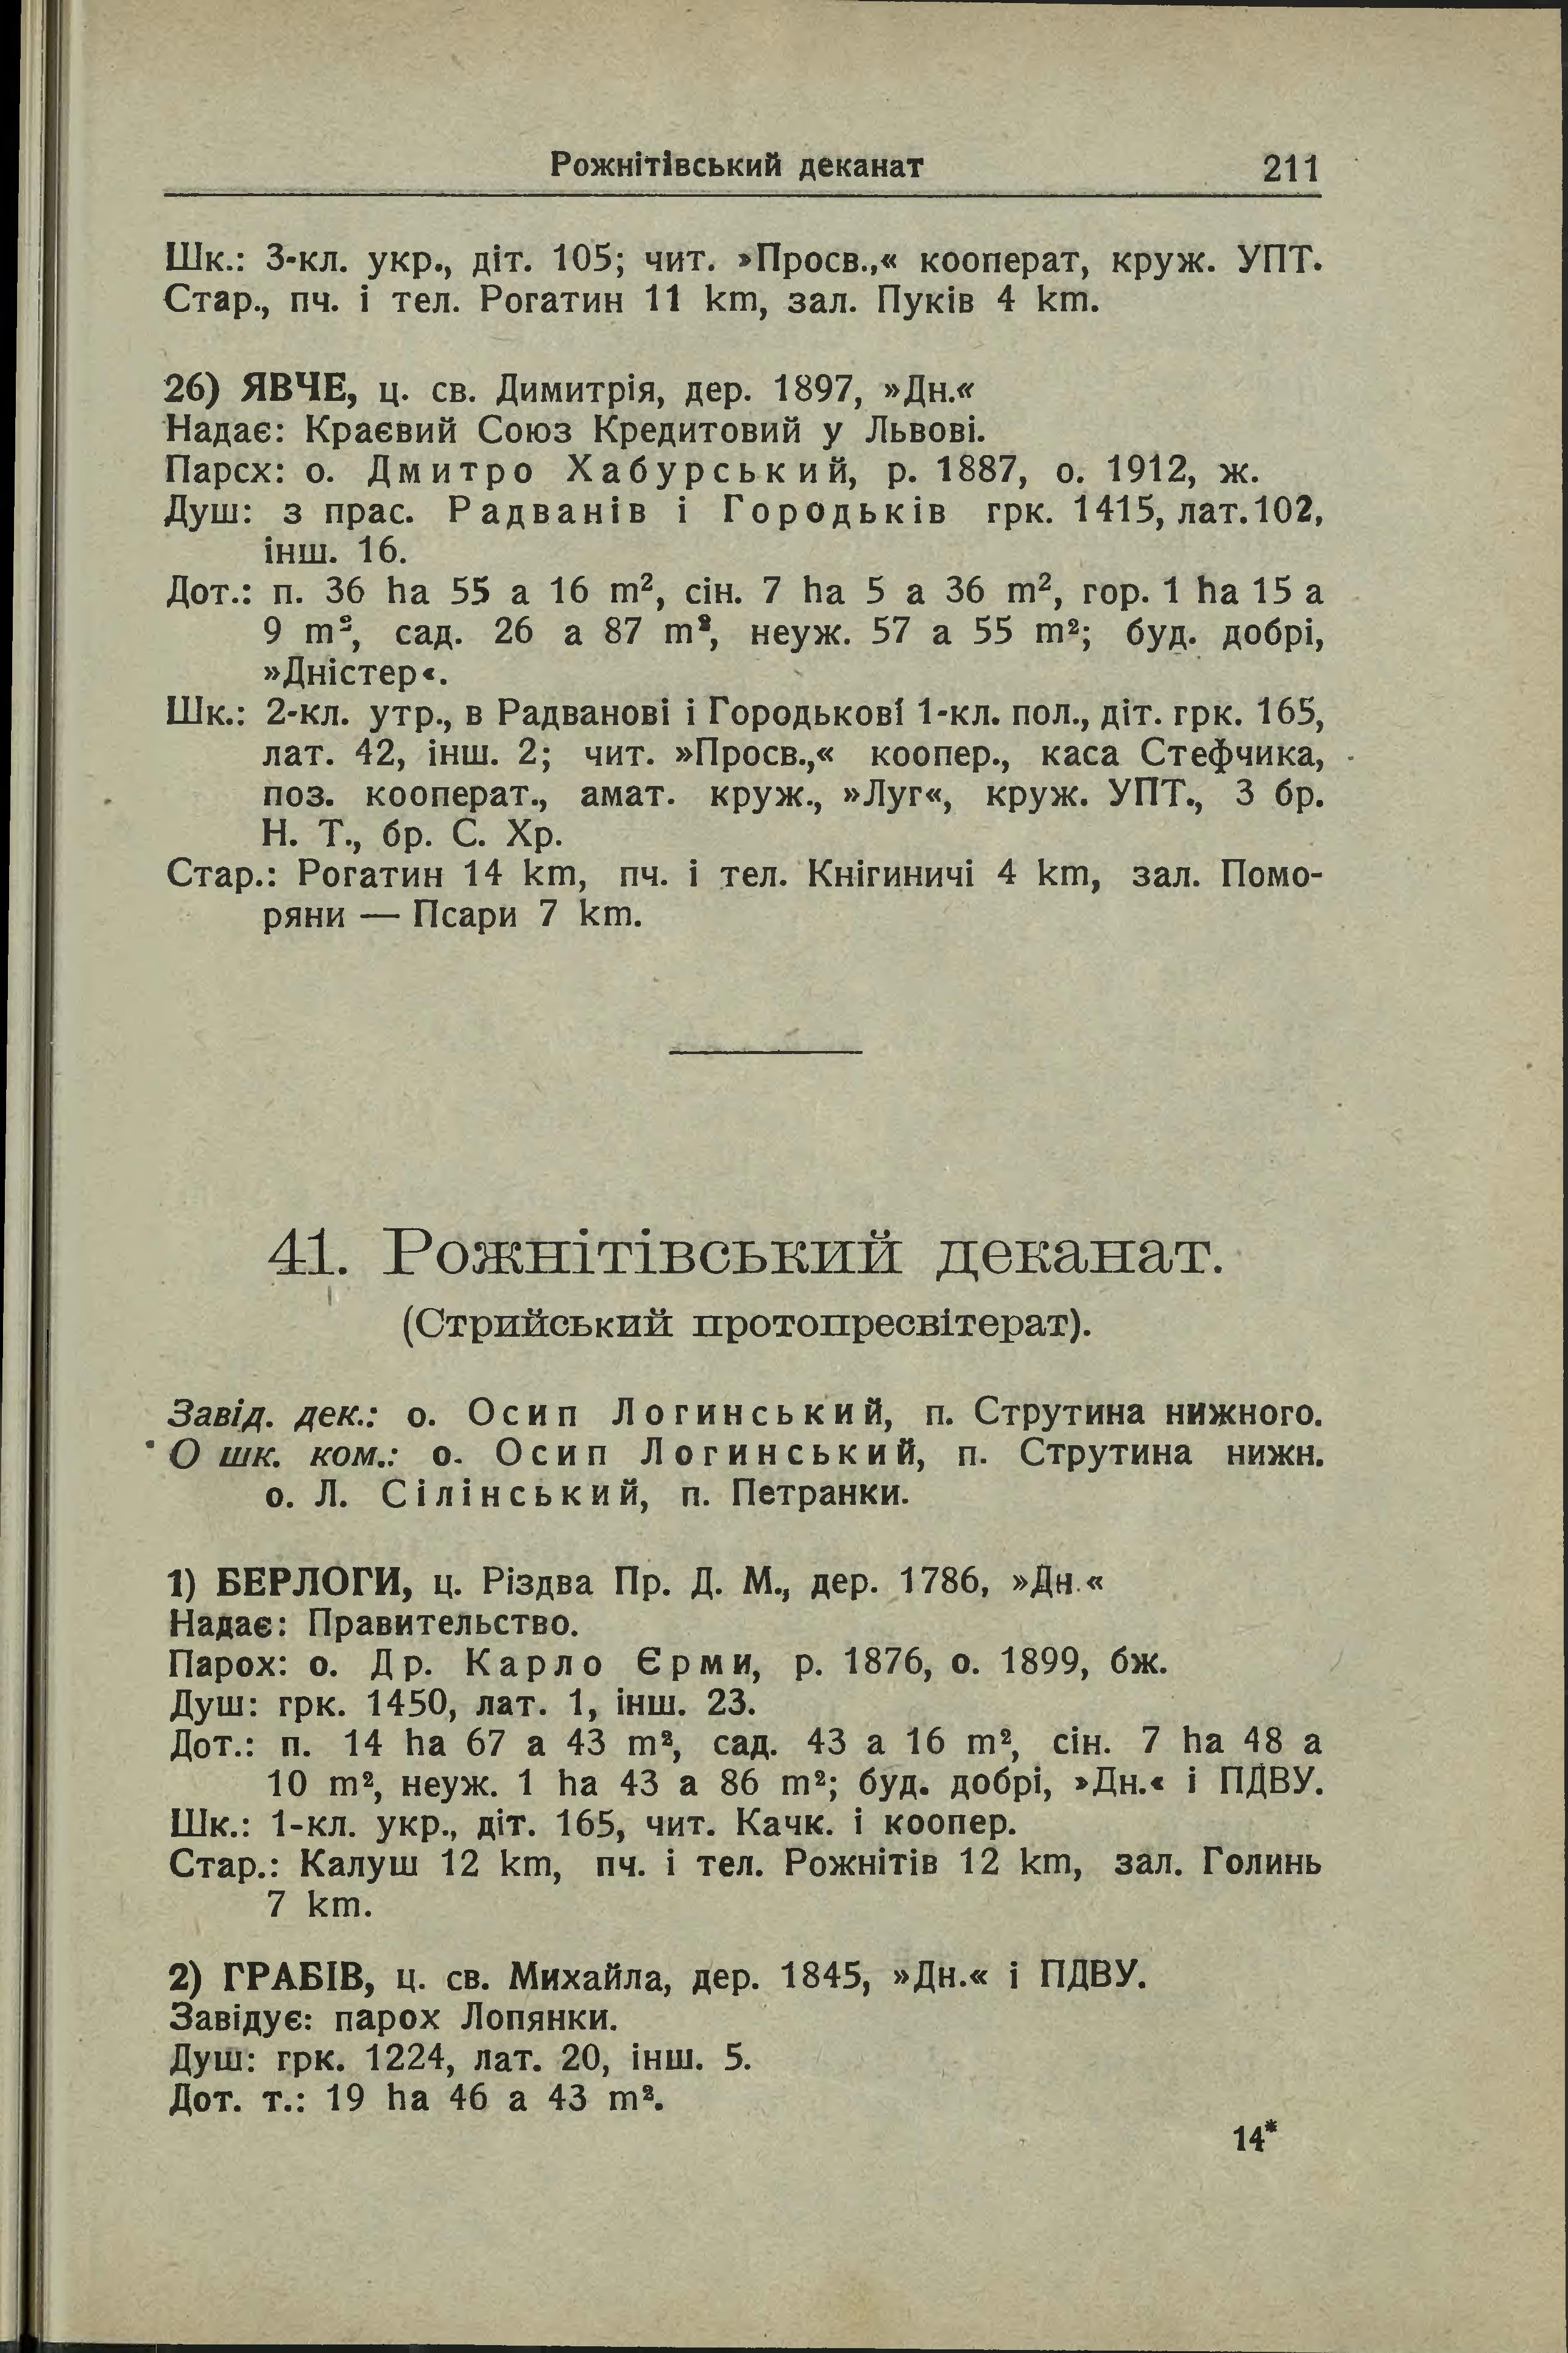 Рожнітівський деканат 211
Шк.: 3-кл. укр., діт. 105; чит. »Просв.,« кооперат, круж. УПТ.
Стар., пч. і тел. Рогатин 11 km, зал. Пуків 4 km.
26) ЯВЧЕ, ц. св. Димитрія, дер. 1897, »Дн.«
Надає: Краєвий Союз Кредитовий у Львові.
Парсх: о. Дмитро Хабурський, р. 1887, о. 1912, ж.
Душ: з прас. Радванів і Городьків грк. 1415, лат. 102,
інш. 16.
Дот.: п. 36 ha 55 a 16 m², сін. 7 ha 5 a 36 m², гор. 1 ha 15 a
9 m², сад. 26 a 87 m², неуж. 57 a 55 m²; буд. добрі,
»Дністер«.
Шк.: 2-кл. утр., в Радванові і Городькові 1-кл. пол., діт. грк. 165,
лат. 42, інш. 2; чит. »Просв.,« коопер., каса Стефчика,
поз. кооперат., амат. круж., »Луг«, круж. УПТ., 3 бр.
Н. Т., бр. С. Хр.
Стар.: Рогатин 14 km, пч. і тел. Кнігиничі 4 km, зал. Помо-
ряни — Псари 7 km.
41. Рожнітівський деканат.
(Стрийський протопресвітерат).
Завід. дек.: о. Осип Логинський, п. Струтина нижного.
О шк. ком.: о. Осип Логинський, п. Струтина нижн.
о. Л. Сілінський, п. Петранки.
1) БЕРЛОГИ, ц. Різдва Пр. Д. М., дер. 1786, »Дн.«
Надає: Правительство.
Парох: о. Др. Карло Єрми, р. 1876, о. 1899, бж.
Душ: грк. 1450, лат. 1, інш. 23.
Дот.: п. 14 ha 67 a 43 m², сад. 43 a 16 m², сін. 7 ha 48 a
10 m², неуж. 1 ha 43 a 86 m²; буд. добрі, »Дн.« і ПДВУ.
Шк.: 1-кл. укр., діт. 165, чит. Качк. і коопер.
Стар.: Калуш 12 km, пч. і тел. Рожнітів 12 km, зал. Голинь
7 km.
2) ГРАБІВ, ц. св. Михайла, дер. 1845, »Дн.« і ПДВУ.
Завідує: парох Лопянки.
Душ: грк. 1224, лат. 20, інш. 5.
Дот. т.: 19 ha 46 a 43 m².
14*